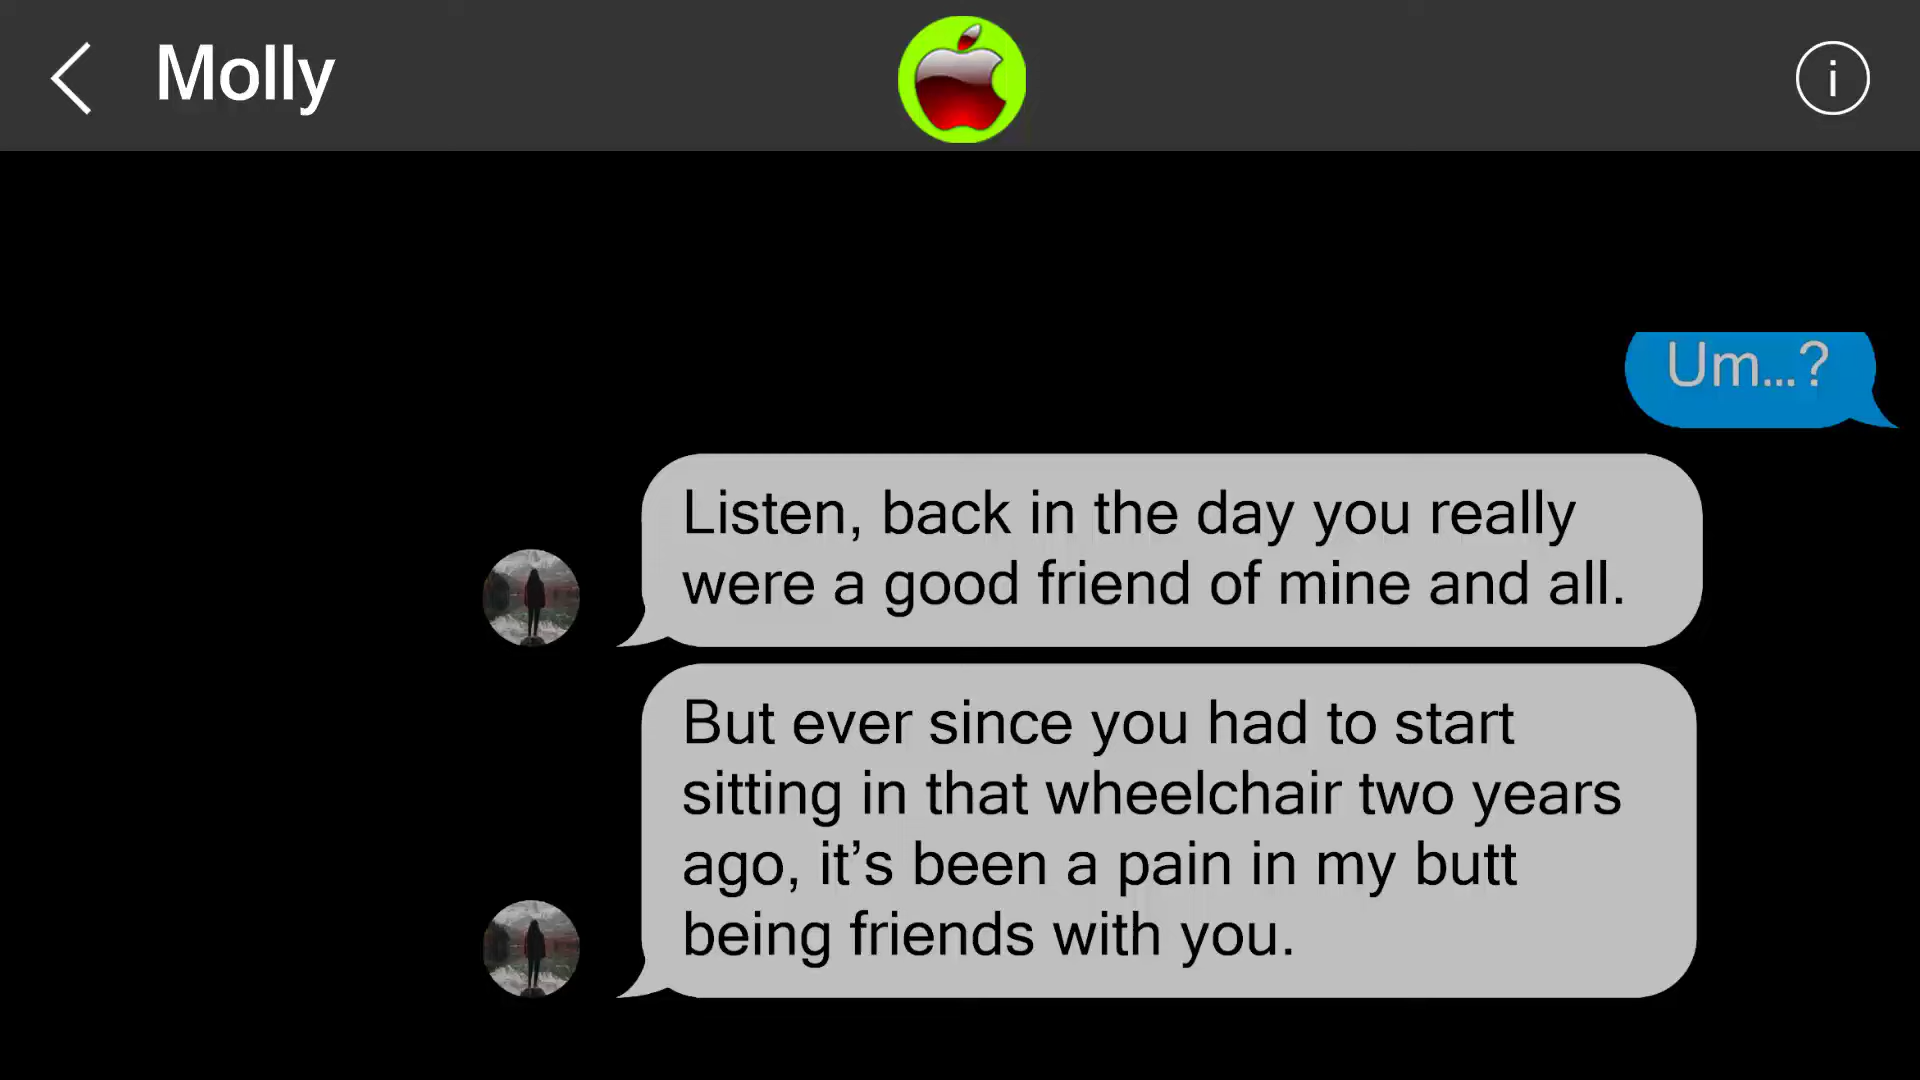 Molly
i
Um...?
Listen, back in the day you really
were a good friend of mine and all.
But ever since you had to start
sitting in that wheelchair two years
ago, it’s been a pain in my butt
being friends with you.